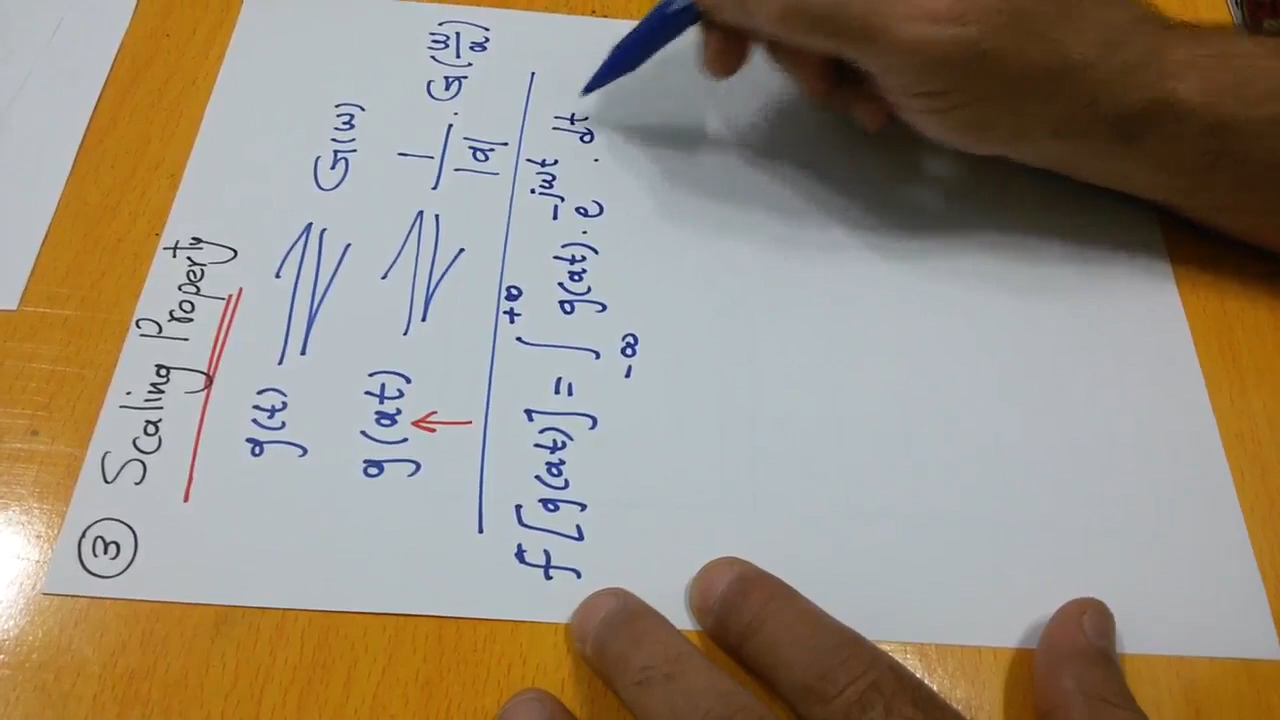 ③ Scaling Property
g(t) ⇌ G(ω)
g(at) ⇌ 1/|a| · G(ω/a)
F[g(at)] = ∫_{-∞}^{+∞} g(at) · e^{-jωt} · dt